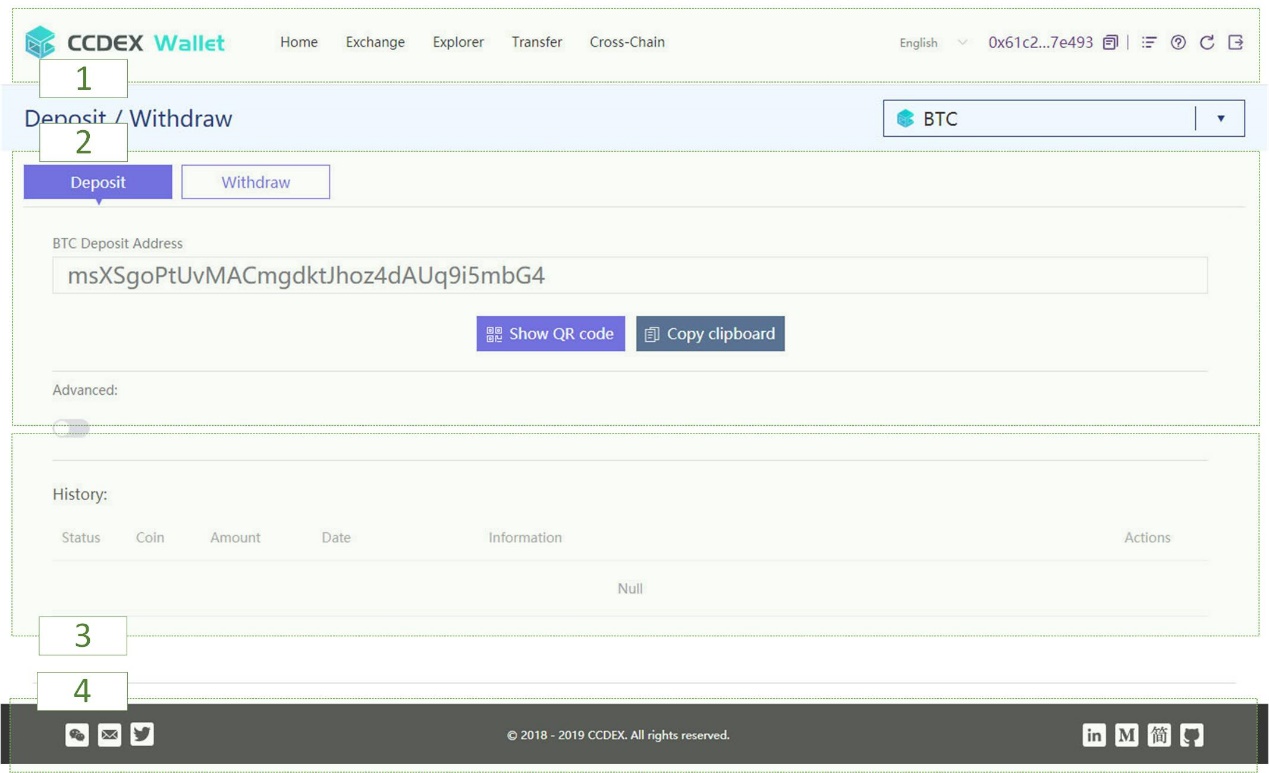 CCDEX Wallet Home Exchange Explorer Transfer Cross-Chain English 0x61c2...7e493
1
Deposit / Withdraw BTC
2
Deposit Withdraw
BTC Deposit Address
msXSgoPtUvMACmgdktJhoz4dAUq9i5mbG4
Show QR code Copy clipboard
Advanced:
History:
Status Coin Amount Date Information Actions
Null
3
4
© 2018 - 2019 CCDEX. All rights reserved. in M 简